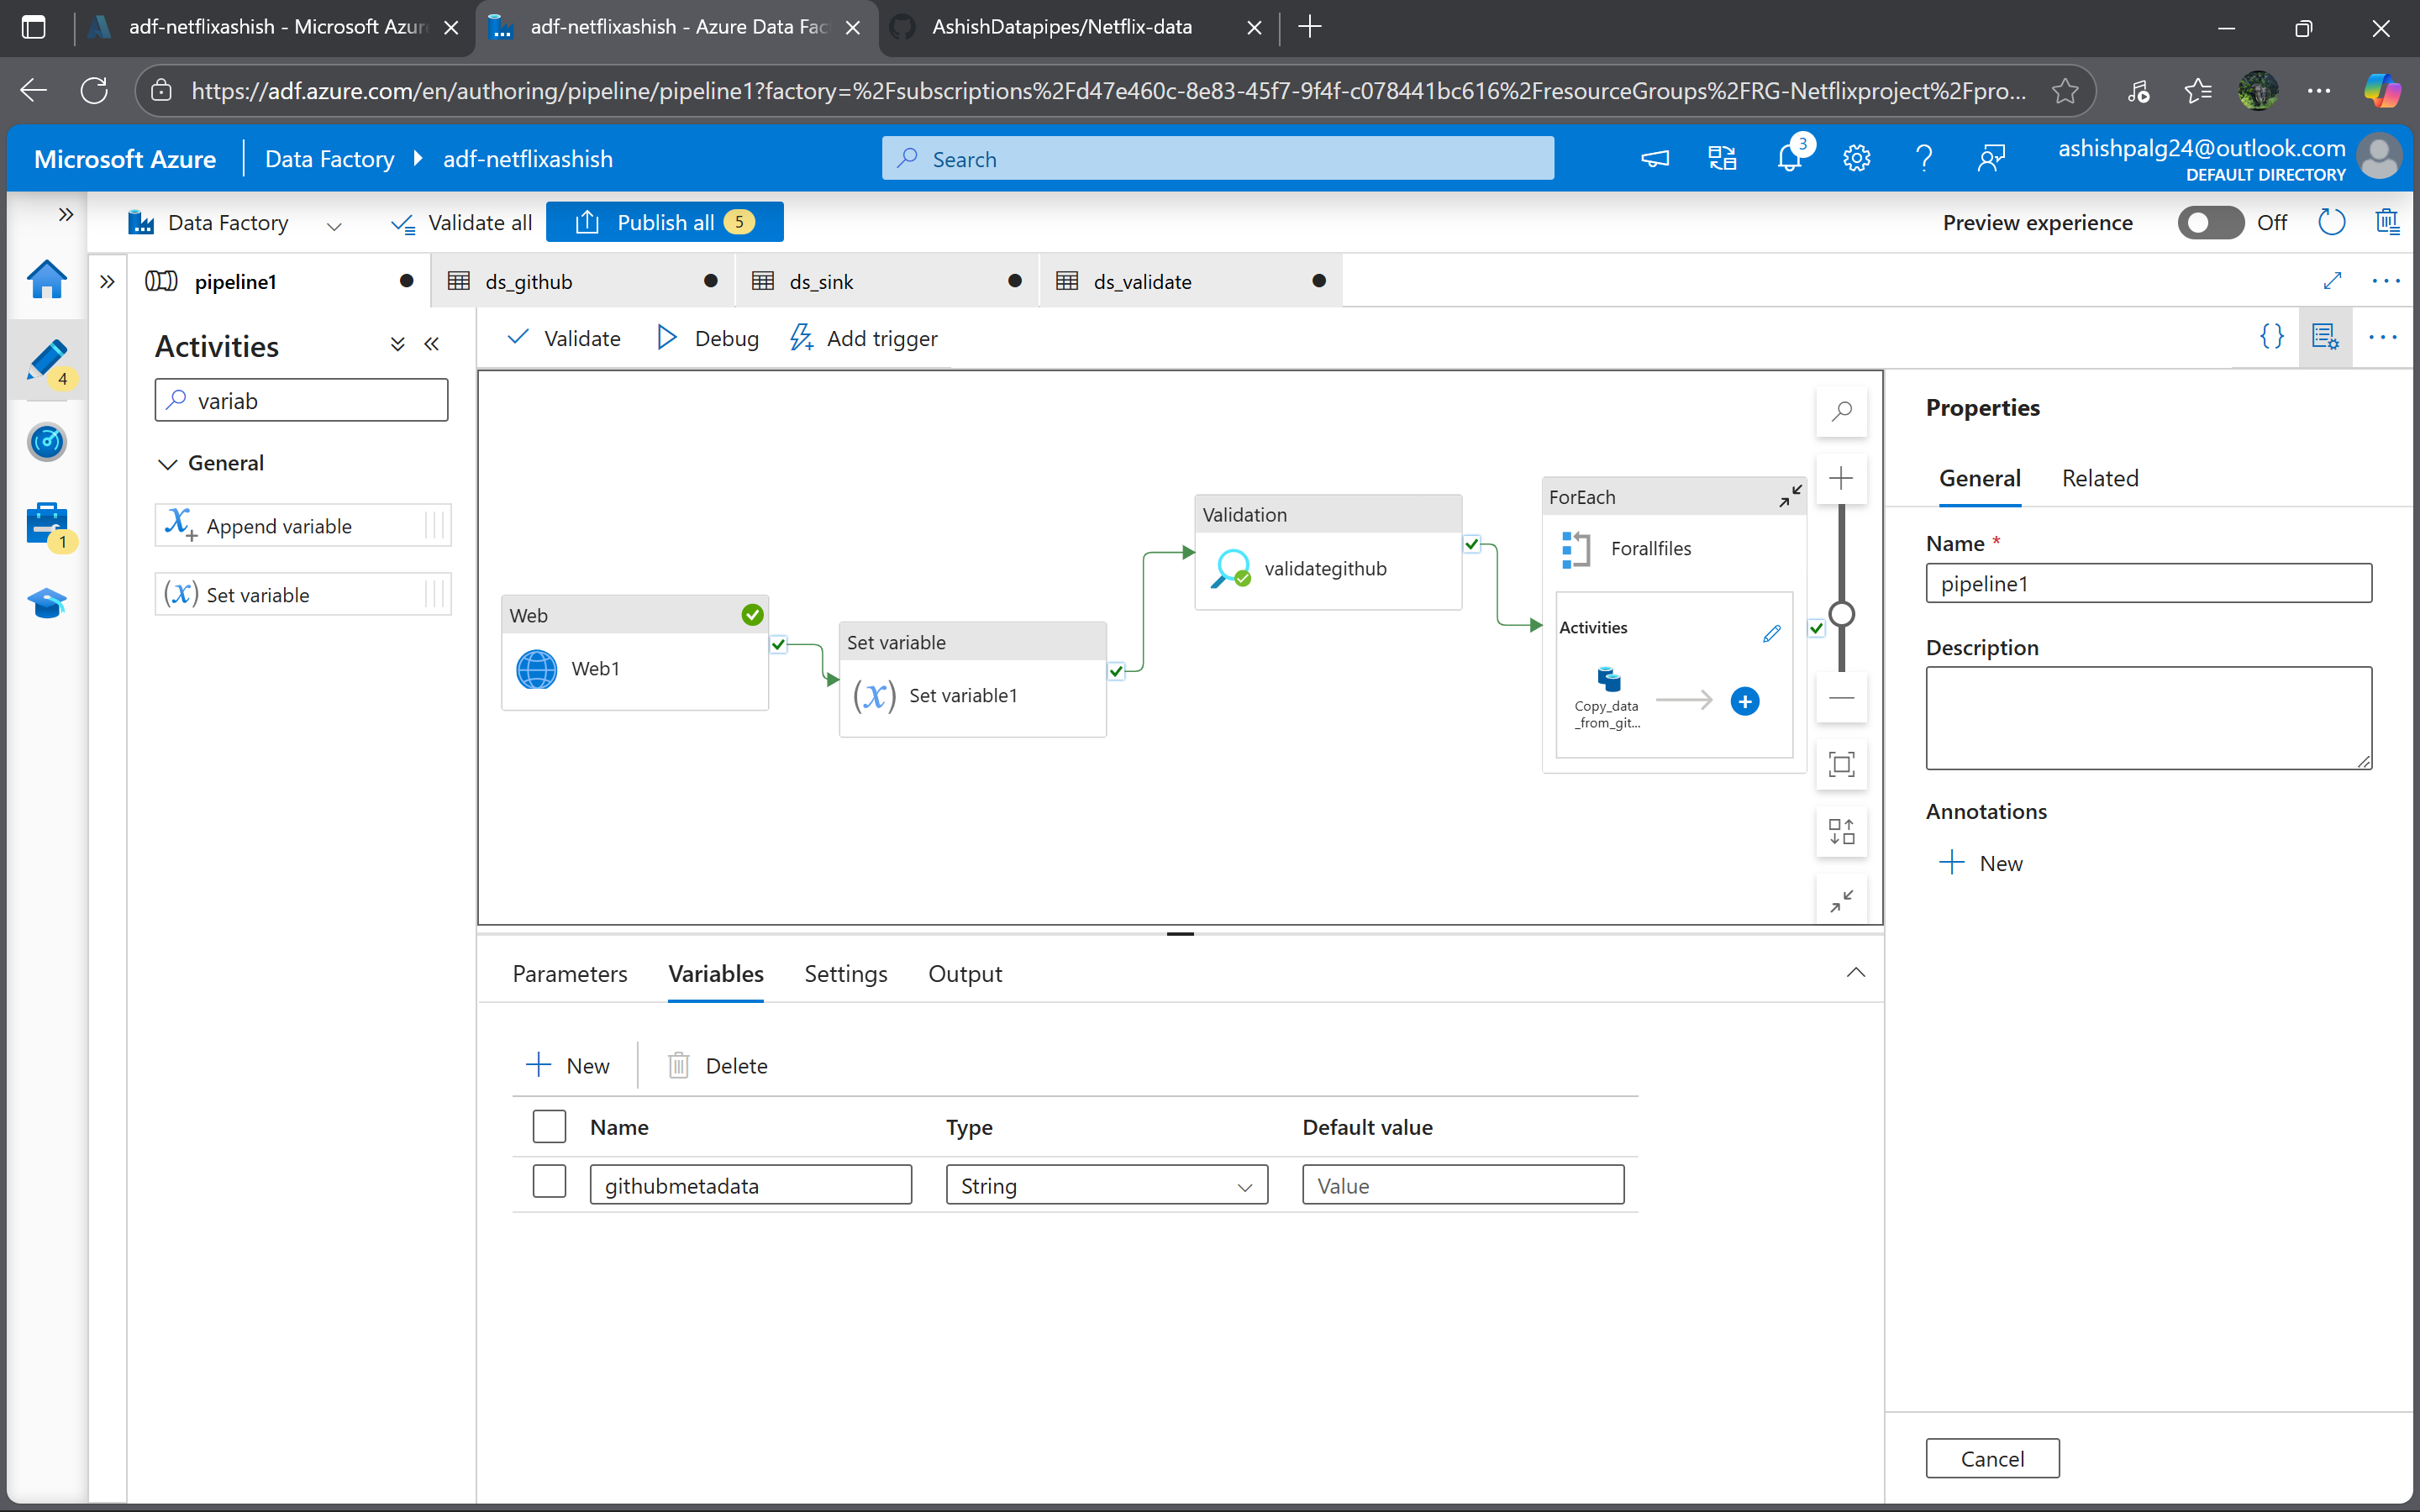 adf-netflixashish - Microsoft Azur
adf-netflixashish - Azure Data Fac
AshishDatapipes/Netflix-data
https://adf.azure.com/en/authoring/pipeline/pipeline1?factory=%2Fsubscriptions%2Fd47e460c-8e83-45f7-9f4f-c078441bc616%2FresourceGroups%2FRG-Netflixproject%2Fpro...
Microsoft Azure
Data Factory
adf-netflixashish
Search
3
ashishpalg24@outlook.com
DEFAULT DIRECTORY
Data Factory
Validate all
Publish all 5
Preview experience
Off
4
1
pipeline1
ds_github
ds_sink
ds_validate
Activities
variab
General
Append variable
Set variable
Validate
Debug
Add trigger
Web
Web1
Set variable
Set variable1
Validation
validategithub
ForEach
Forallfiles
Activities
Copy_data
_from_git...
Parameters
Variables
Settings
Output
New
Delete
Name
Type
Default value
githubmetadata
String
Value
Properties
General
Related
Name *
pipeline1
Description
Annotations
New
Cancel